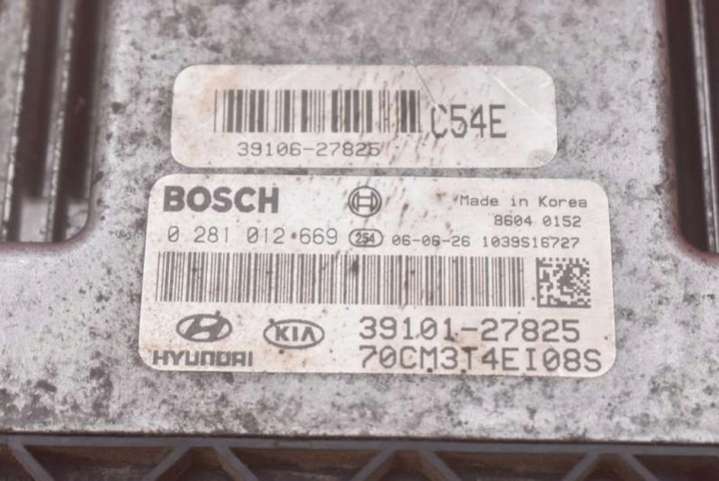 C54E
39106-27825
BOSCH
Made in Korea
8604 0152
0 281 012 669 254 06-06-26 1039S16727
HYUNDAI KIA 39101-27825
70CM3T4EI08S